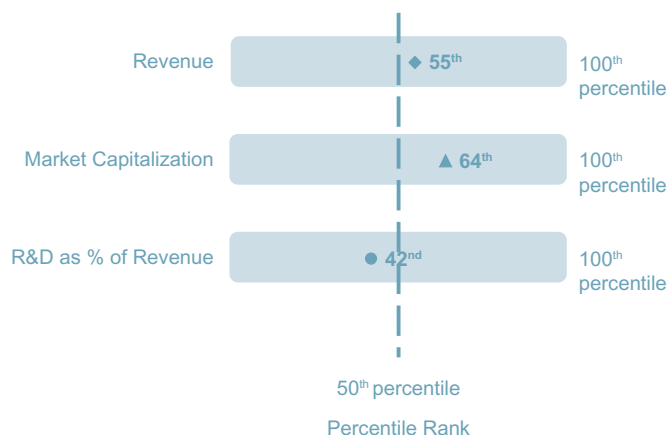 Revenue
55th
100th
percentile
Market Capitalization
64th
100th
percentile
R&D as % of Revenue
42nd
100th
percentile
50th percentile
Percentile Rank